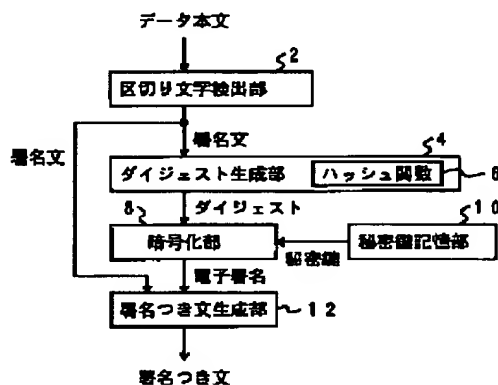 データ本文
2
区切り文字検出部
署名文
署名文
4
ダイジェスト生成部
ハッシュ関数
6
ダイジェスト
8
10
暗号化部
秘密鍵
秘密鍵記憶部
電子署名
署名つき文生成部
12
署名つき文